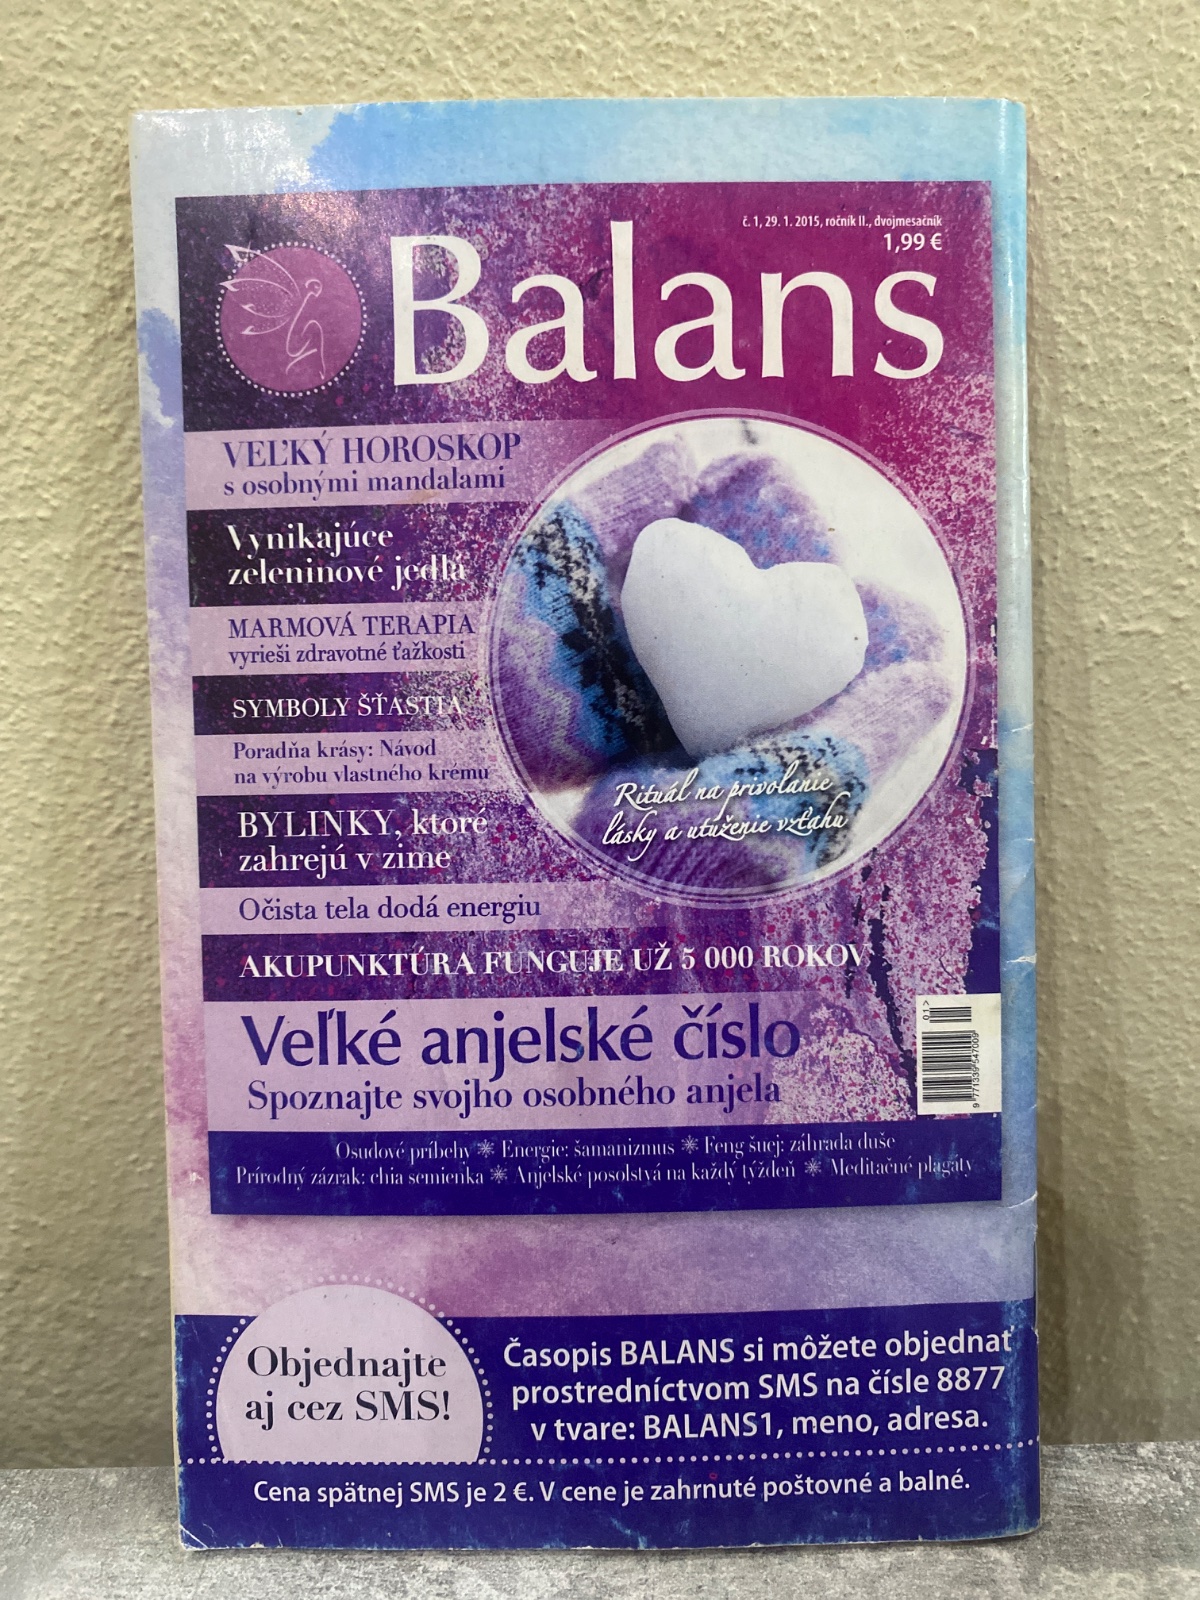 č. 1, 29. 1. 2015, ročník II., dvojmesačník
1,99 €
Balans
VEĽKÝ HOROSKOP
s osobnými mandalami
Vynikajúce
zeleninové jedlá
MARMOVÁ TERAPIA
vyrieši zdravotné ťažkosti
SYMBOLY ŠŤASTIA
Poradňa krásy: Návod
na výrobu vlastného krému
BYLINKY, ktoré
zahrejú v zime
Rituál na privolanie
lásky a utuženie vzťahu
Očista tela dodá energiu
AKUPUNKTÚRA FUNGUJE UŽ 5 000 ROKOV
Veľké anjelské číslo
Spoznajte svojho osobného anjela
01>
9 771339 547009
Osudové príbehy ❋ Energie: šamanizmus ❋ Feng šuej: záhrada duše
Prírodný zázrak: chia semienka ❋ Anjelské posolstvá na každý týždeň ❋ Meditačné plagáty
Objednajte
aj cez SMS!
Časopis BALANS si môžete objednať
prostredníctvom SMS na čísle 8877
v tvare: BALANS1, meno, adresa.
Cena spätnej SMS je 2 €. V cene je zahrnuté poštovné a balné.